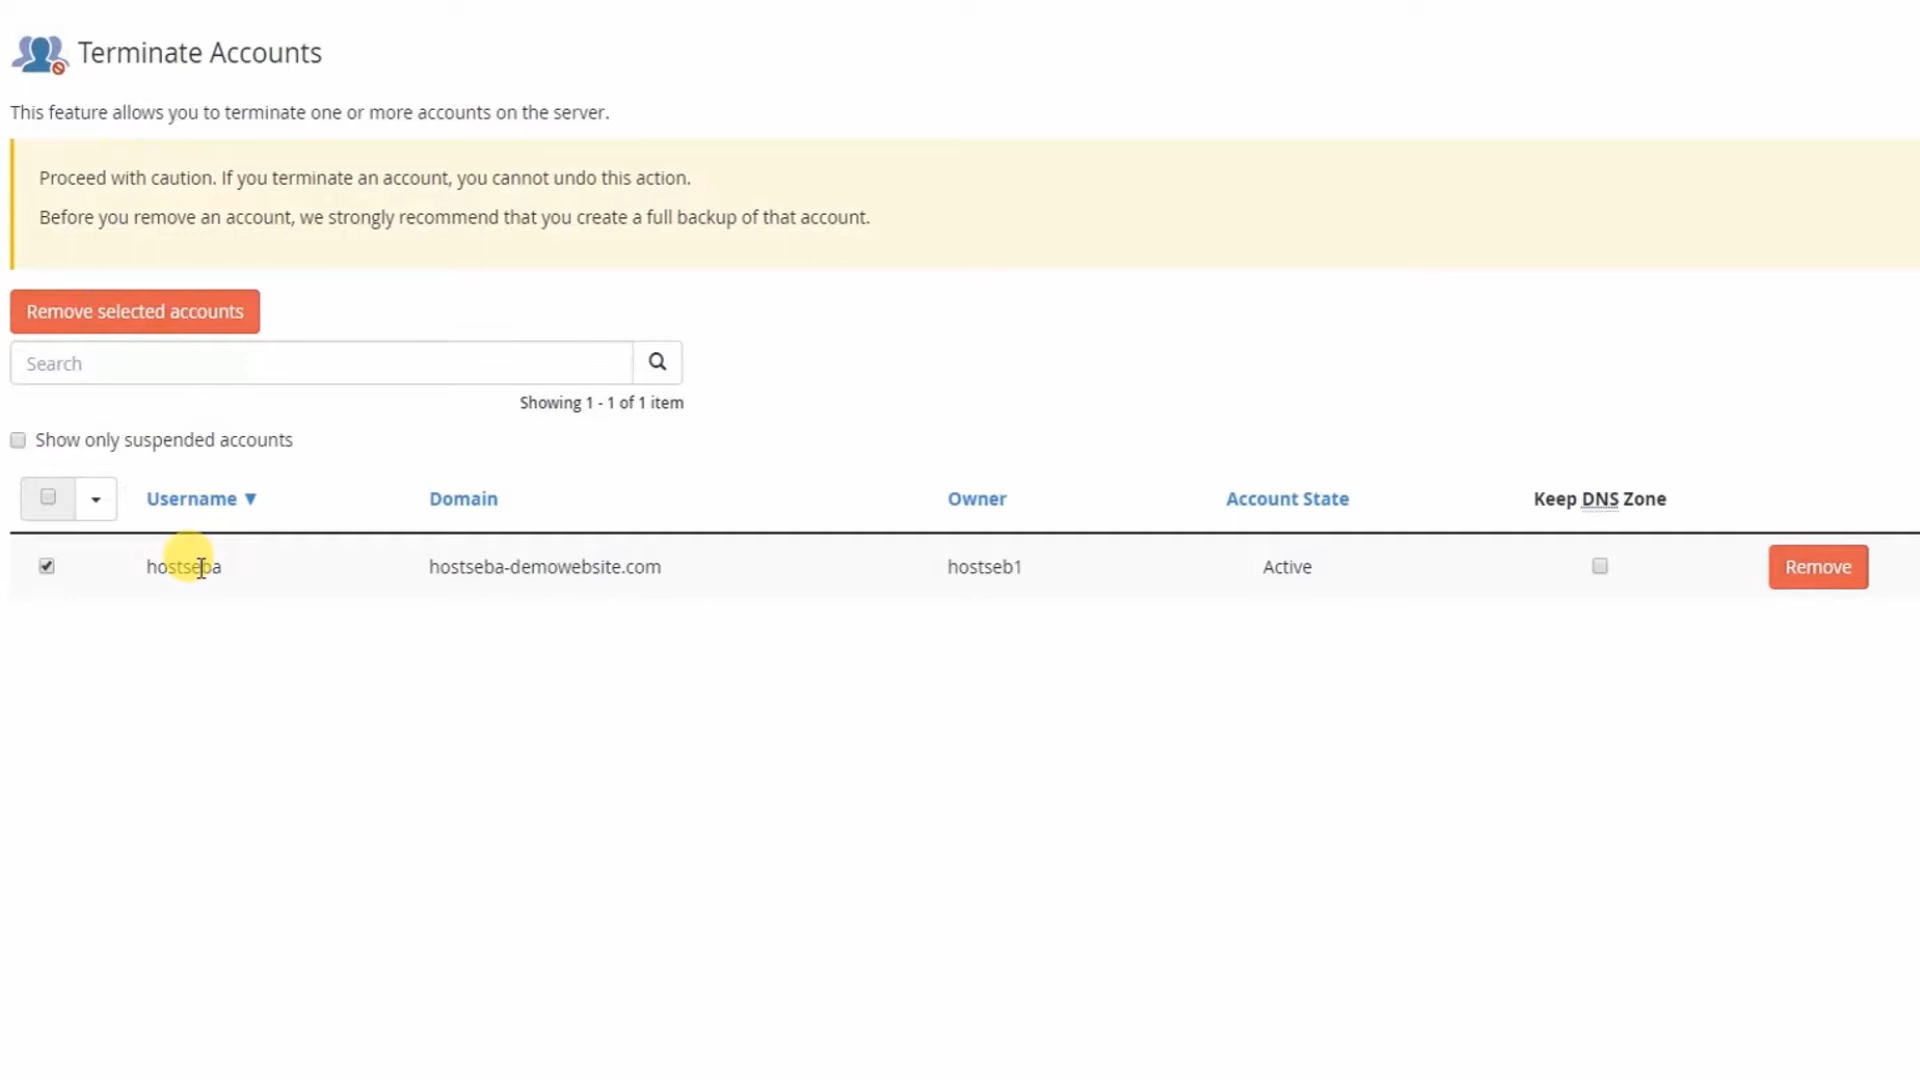 Terminate Accounts
This feature allows you to terminate one or more accounts on the server.
Proceed with caution. If you terminate an account, you cannot undo this action.
Before you remove an account, we strongly recommend that you create a full backup of that account.
Remove selected accounts
Search
Showing 1 - 1 of 1 item
Show only suspended accounts
Username ▼ Domain Owner Account State Keep DNS Zone
hostseba hostseba-demowebsite.com hostseb1 Active Remove